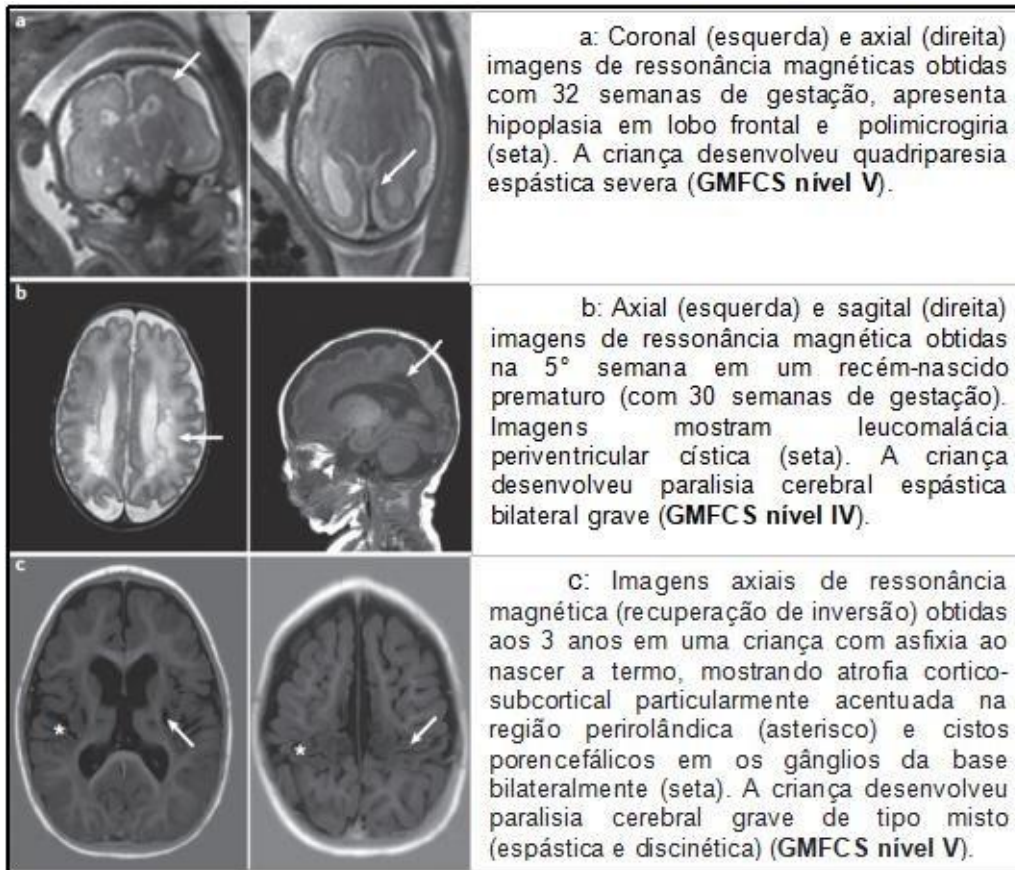 a
a: Coronal (esquerda) e axial (direita)
imagens de ressonância magnéticas obtidas
com 32 semanas de gestação, apresenta
hipoplasia em lobo frontal e polimicrogiria
(seta). A criança desenvolveu quadriparesia
espástica severa (GMFCS nível V).
b
b: Axial (esquerda) e sagital (direita)
imagens de ressonância magnética obtidas
na 5° semana em um recém-nascido
prematuro (com 30 semanas de gestação).
Imagens mostram leucomalácia
periventricular cística (seta). A criança
desenvolveu paralisia cerebral espástica
bilateral grave (GMFCS nível IV).
c
*
*
c: Imagens axiais de ressonância
magnética (recuperação de inversão) obtidas
aos 3 anos em uma criança com asfixia ao
nascer a termo, mostrando atrofia cortico-
subcortical particularmente acentuada na
região perirolândica (asterisco) e cistos
porencefálicos em os gânglios da base
bilateralmente (seta). A criança desenvolveu
paralisia cerebral grave de tipo misto
(espástica e discinética) (GMFCS nível V).